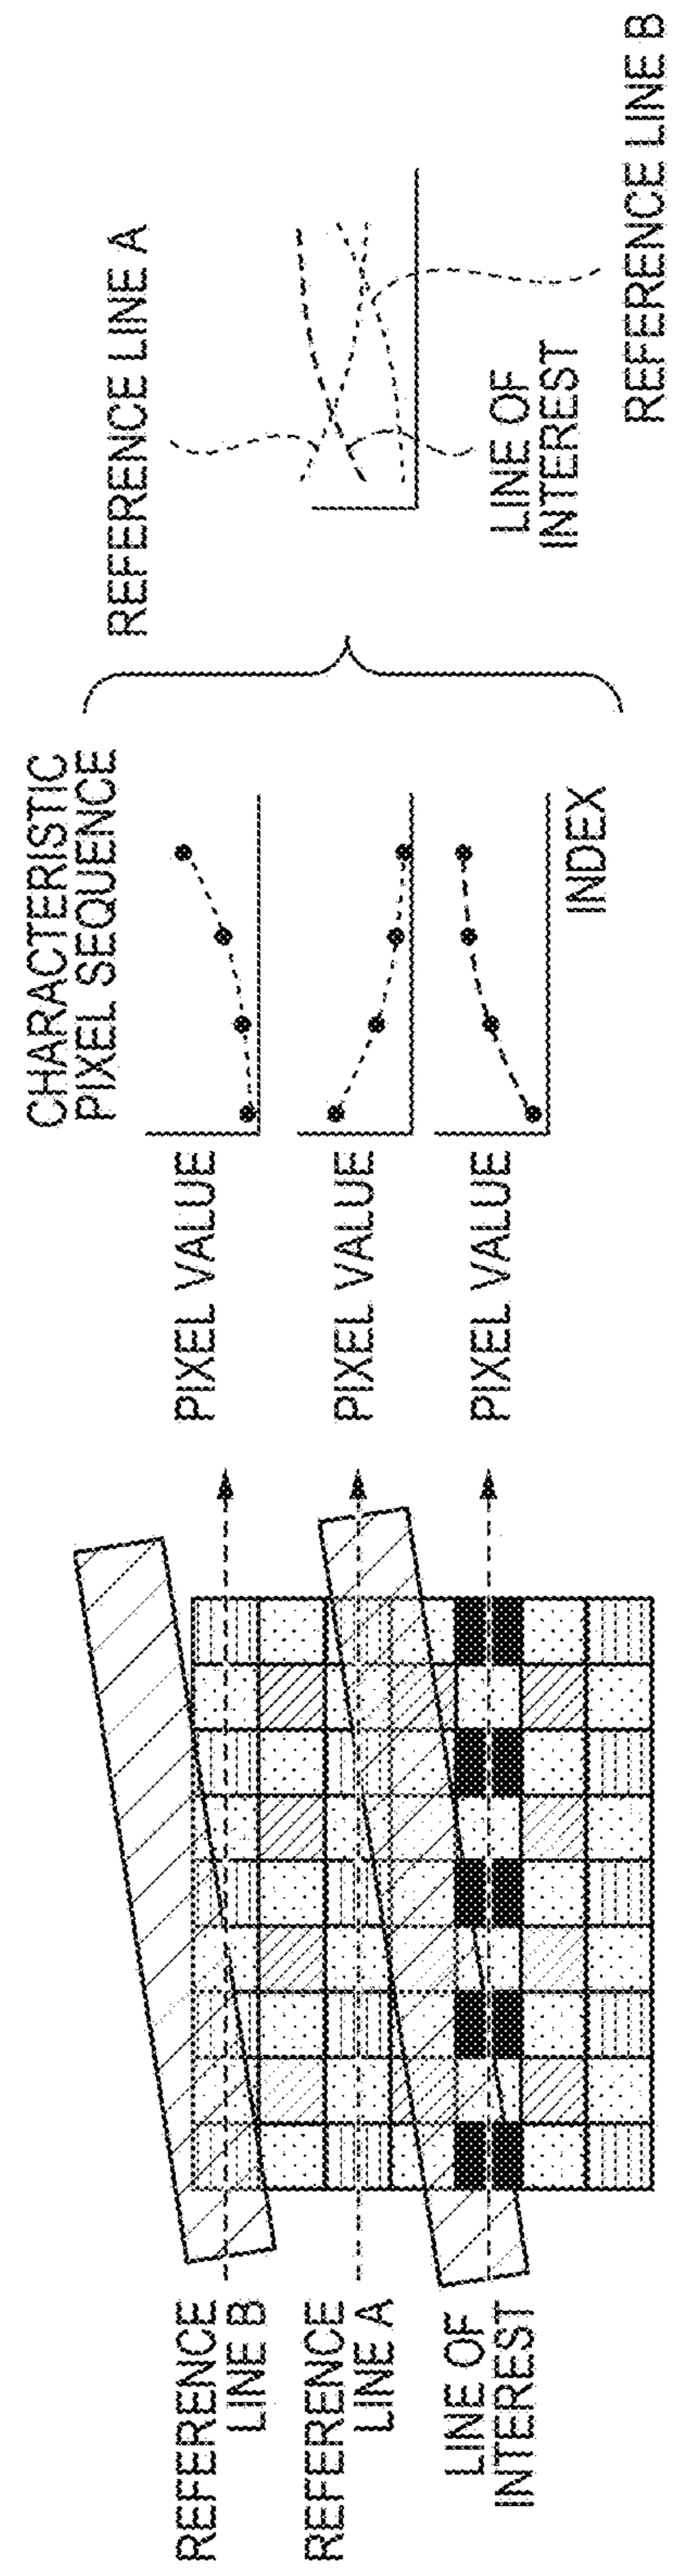 REFERENCE
LINE B
REFERENCE
LINE A
LINE OF
INTEREST
CHARACTERISTIC
PIXEL SEQUENCE
PIXEL VALUE
PIXEL VALUE
PIXEL VALUE
INDEX
REFERENCE LINE A
LINE OF
INTEREST
REFERENCE LINE B